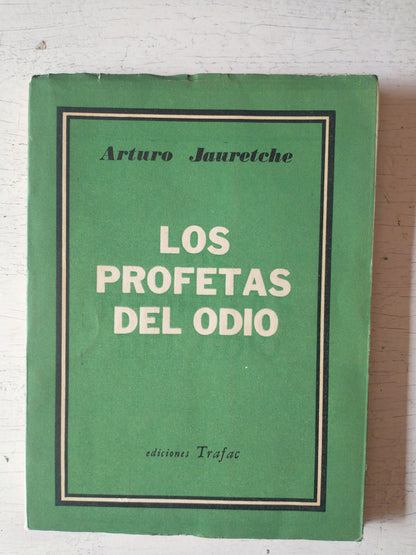 Arturo Jauretche
LOS
PROFETAS
DEL ODIO
ediciones Trafac